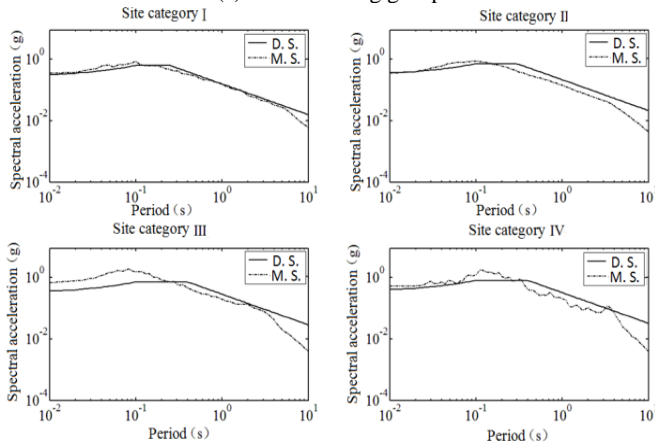 Site category I
Spectral acceleration (g)
10^0
10^-2
10^-4
10^-2
10^-1
10^0
10^1
Period (s)
D. S.
M. S.
Site category II
Spectral acceleration (g)
10^0
10^-2
10^-4
10^-2
10^-1
10^0
10^1
Period (s)
D. S.
M. S.
Site category III
Spectral acceleration (g)
10^0
10^-2
10^-4
10^-2
10^-1
10^0
10^1
Period (s)
D. S.
M. S.
Site category IV
Spectral acceleration (g)
10^0
10^-2
10^-4
10^-2
10^-1
10^0
10^1
Period (s)
D. S.
M. S.